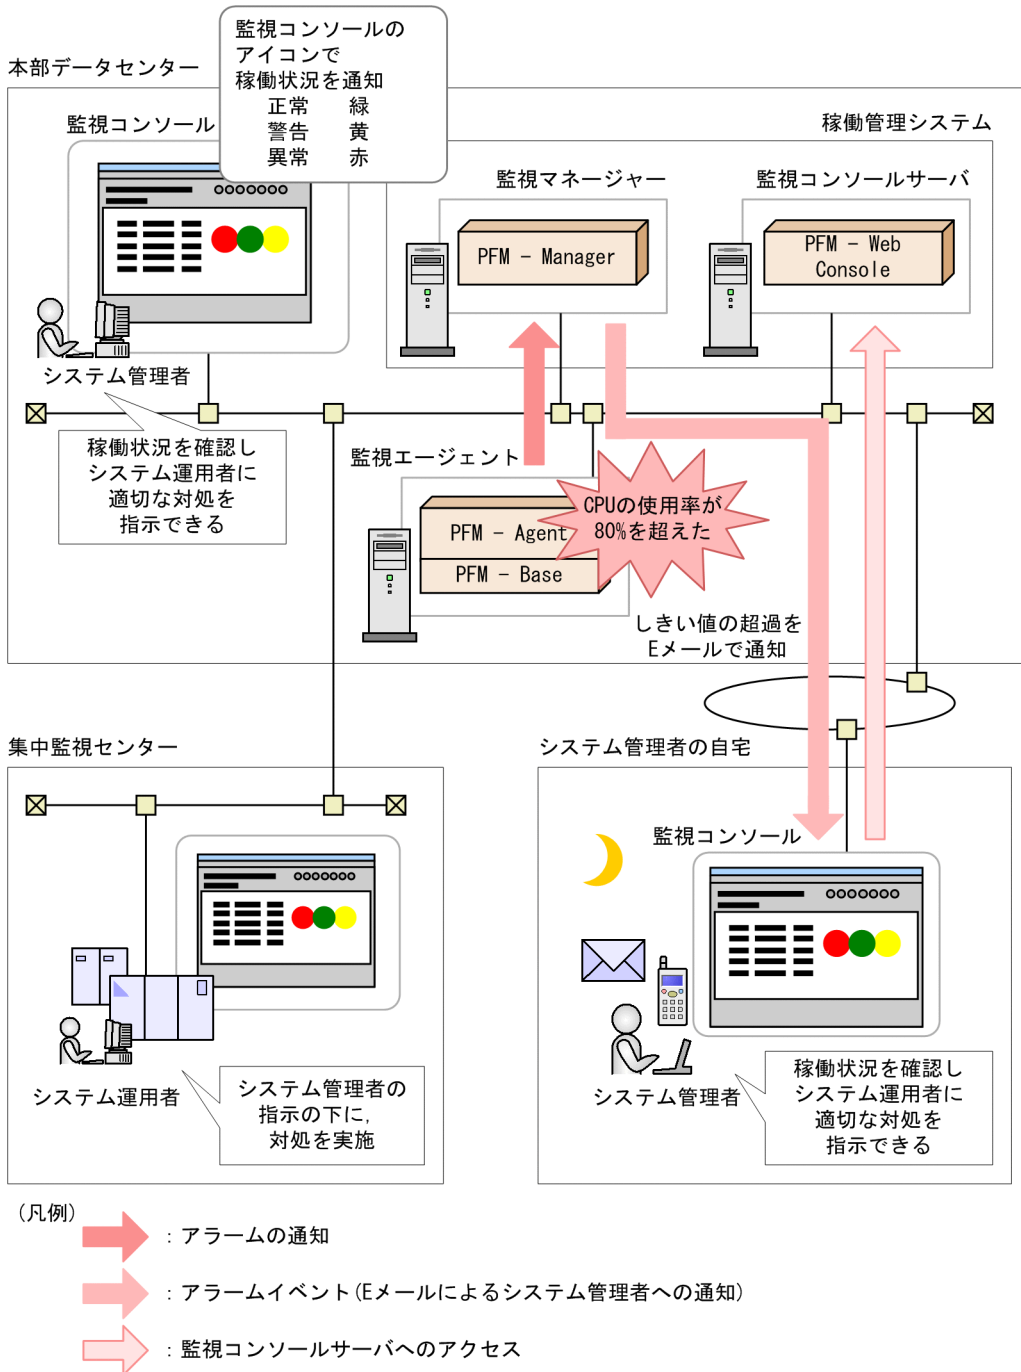 監視コンソールの
アイコンで
稼働状況を通知
正常 緑
警告 黄
異常 赤
本部データセンター
監視コンソール
稼働管理システム
監視マネージャー
監視コンソールサーバ
PFM - Manager
PFM - Web
Console
システム管理者
稼働状況を確認し
システム運用者に
適切な対処を
指示できる
監視エージェント
PFM - Agent
PFM - Base
CPUの使用率が
80%を超えた
しきい値の超過を
Eメールで通知
集中監視センター
システム管理者の自宅
監視コンソール
システム運用者
システム管理者の
指示の下に,
対処を実施
システム管理者
稼働状況を確認し
システム運用者に
適切な対処を
指示できる
(凡例)
: アラームの通知
: アラームイベント(Eメールによるシステム管理者への通知)
: 監視コンソールサーバへのアクセス